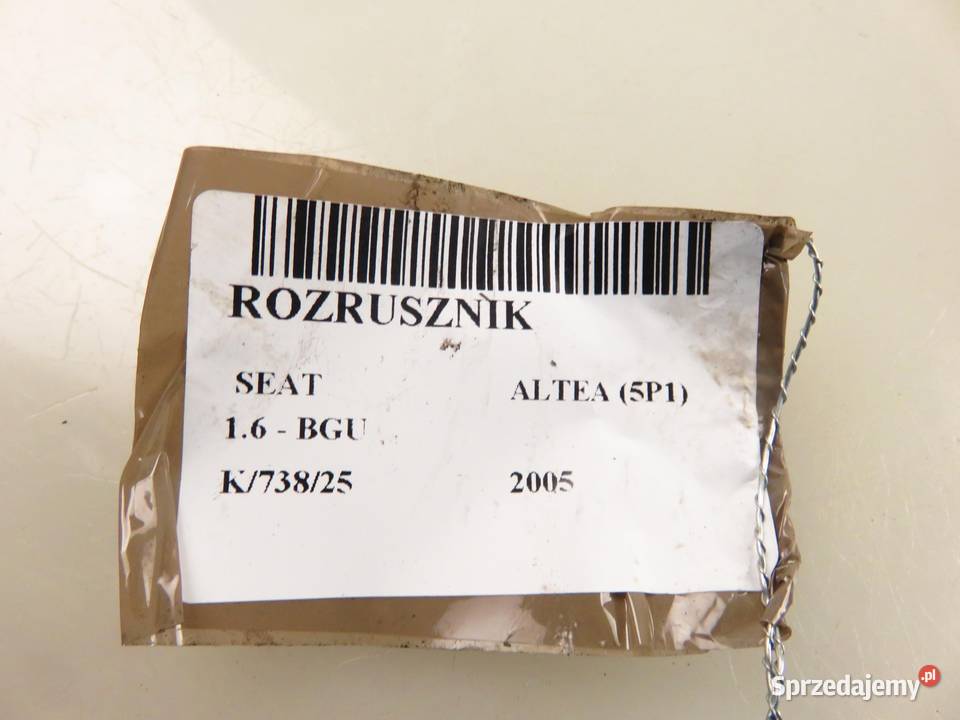 ROZRUSZNIK
SEAT ALTEA (5P1)
1.6 - BGU
K/738/25 2005
Sprzedajemy.pl